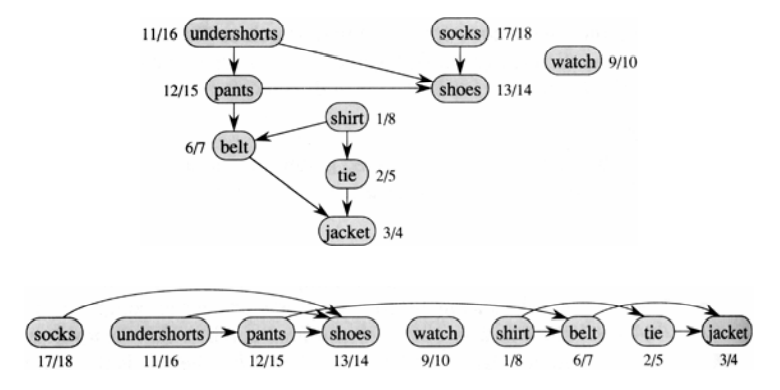 11/16 undershorts socks 17/18
watch 9/10
12/15 pants shoes 13/14
shirt 1/8
6/7 belt
tie 2/5
jacket 3/4
socks undershorts pants shoes watch shirt belt tie jacket
17/18 11/16 12/15 13/14 9/10 1/8 6/7 2/5 3/4